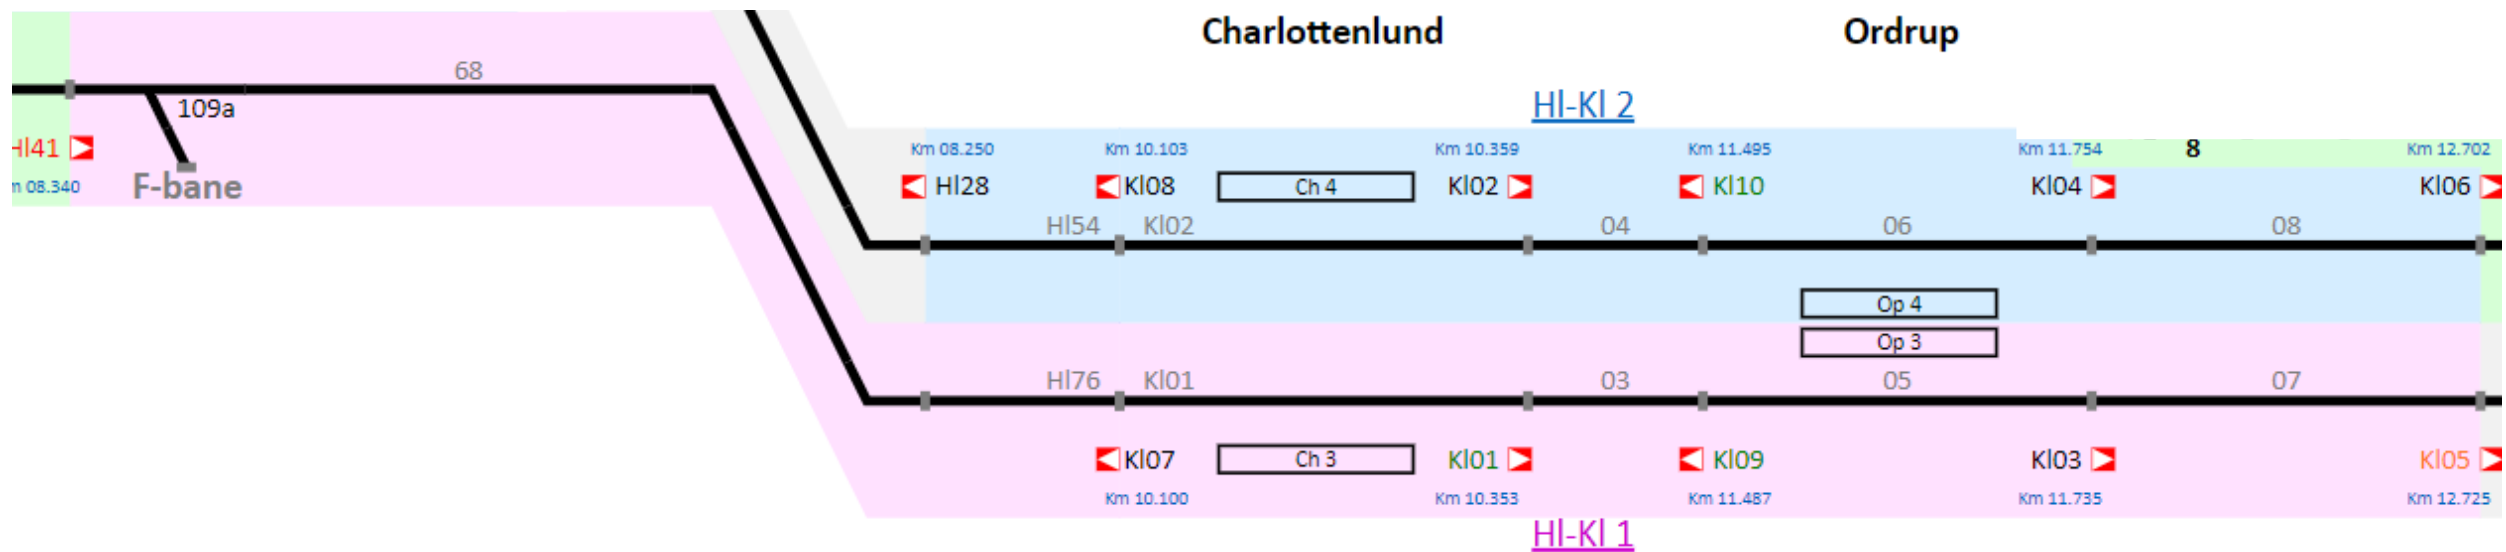 Charlottenlund Ordrup
68
Hl-Kl 2
109a
Hl41
Km 08.250 Km 10.103 Km 10.359 Km 11.495 Km 11.754 8 Km 12.702
m 08.340
F-bane
Hl28 Kl08 Ch 4 Kl02 Kl10 Kl04 Kl06
Hl54 Kl02 04 06 08
Op 4
Op 3
Hl76 Kl01 03 05 07
Kl07 Ch 3 Kl01 Kl09 Kl03 Kl05
Km 10.100 Km 10.353 Km 11.487 Km 11.735 Km 12.725
Hl-Kl 1